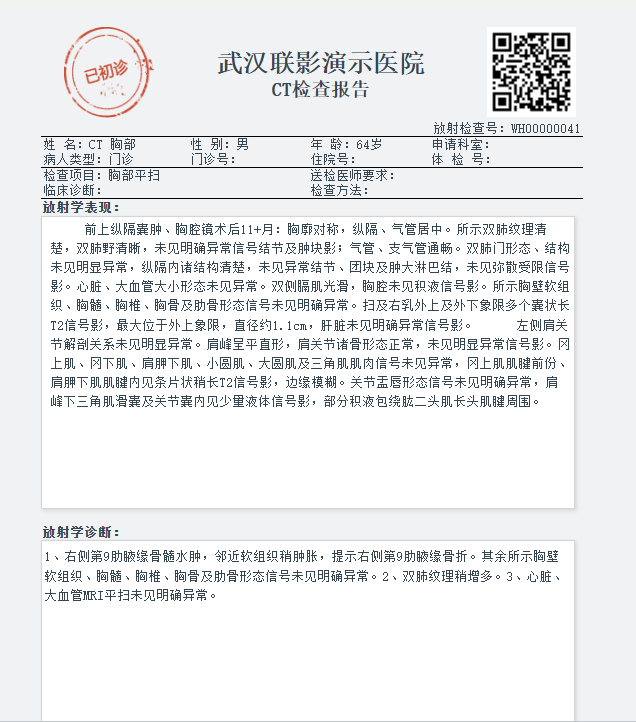 已初诊
武汉联影演示医院
CT检查报告
放射检查号: WH00000041
姓 名: CT 胸部 性 别: 男 年 龄: 64岁 申请科室:
病人类型: 门诊 门诊号: 住院号: 体 检 号:
检查项目: 胸部平扫 送检医师要求:
临床诊断: 检查方法:
放射学表现:
前上纵隔囊肿、胸腔镜术后11+月: 胸廓对称, 纵隔、气管居中。所示双肺纹理清
楚, 双肺野清晰, 未见明确异常信号结节及肿块影; 气管、支气管通畅。双肺门形态、结构
未见明显异常, 纵隔内诸结构清楚, 未见异常结节、团块及肿大淋巴结, 未见弥散受限信号
影。心脏、大血管大小形态未见异常。双侧膈肌光滑, 胸腔未见积液信号影。所示胸壁软组
织、胸髓、胸椎、胸骨及肋骨形态信号未见明确异常。扫及右乳外上及外下象限多个囊状长
T2信号影, 最大位于外上象限, 直径约1.1cm, 肝脏未见明确异常信号影。 左侧肩关
节解剖关系未见明显异常。肩峰呈平直形, 肩关节诸骨形态正常, 未见明显异常信号影。冈
上肌、冈下肌、肩胛下肌、小圆肌、大圆肌及三角肌肌肉信号未见异常, 冈上肌肌腱前份、
肩胛下肌肌腱内见条片状稍长T2信号影, 边缘模糊。关节盂唇形态信号未见明确异常, 肩
峰下三角肌滑囊及关节囊内见少量液体信号影, 部分积液包绕肱二头肌长头肌腱周围。
放射学诊断:
1、右侧第9肋腋缘骨髓水肿, 邻近软组织稍肿胀, 提示右侧第9肋腋缘骨折。其余所示胸壁
软组织、胸髓、胸椎、胸骨及肋骨形态信号未见明确异常。2、双肺纹理稍增多。3、心脏、
大血管MRI平扫未见明确异常。